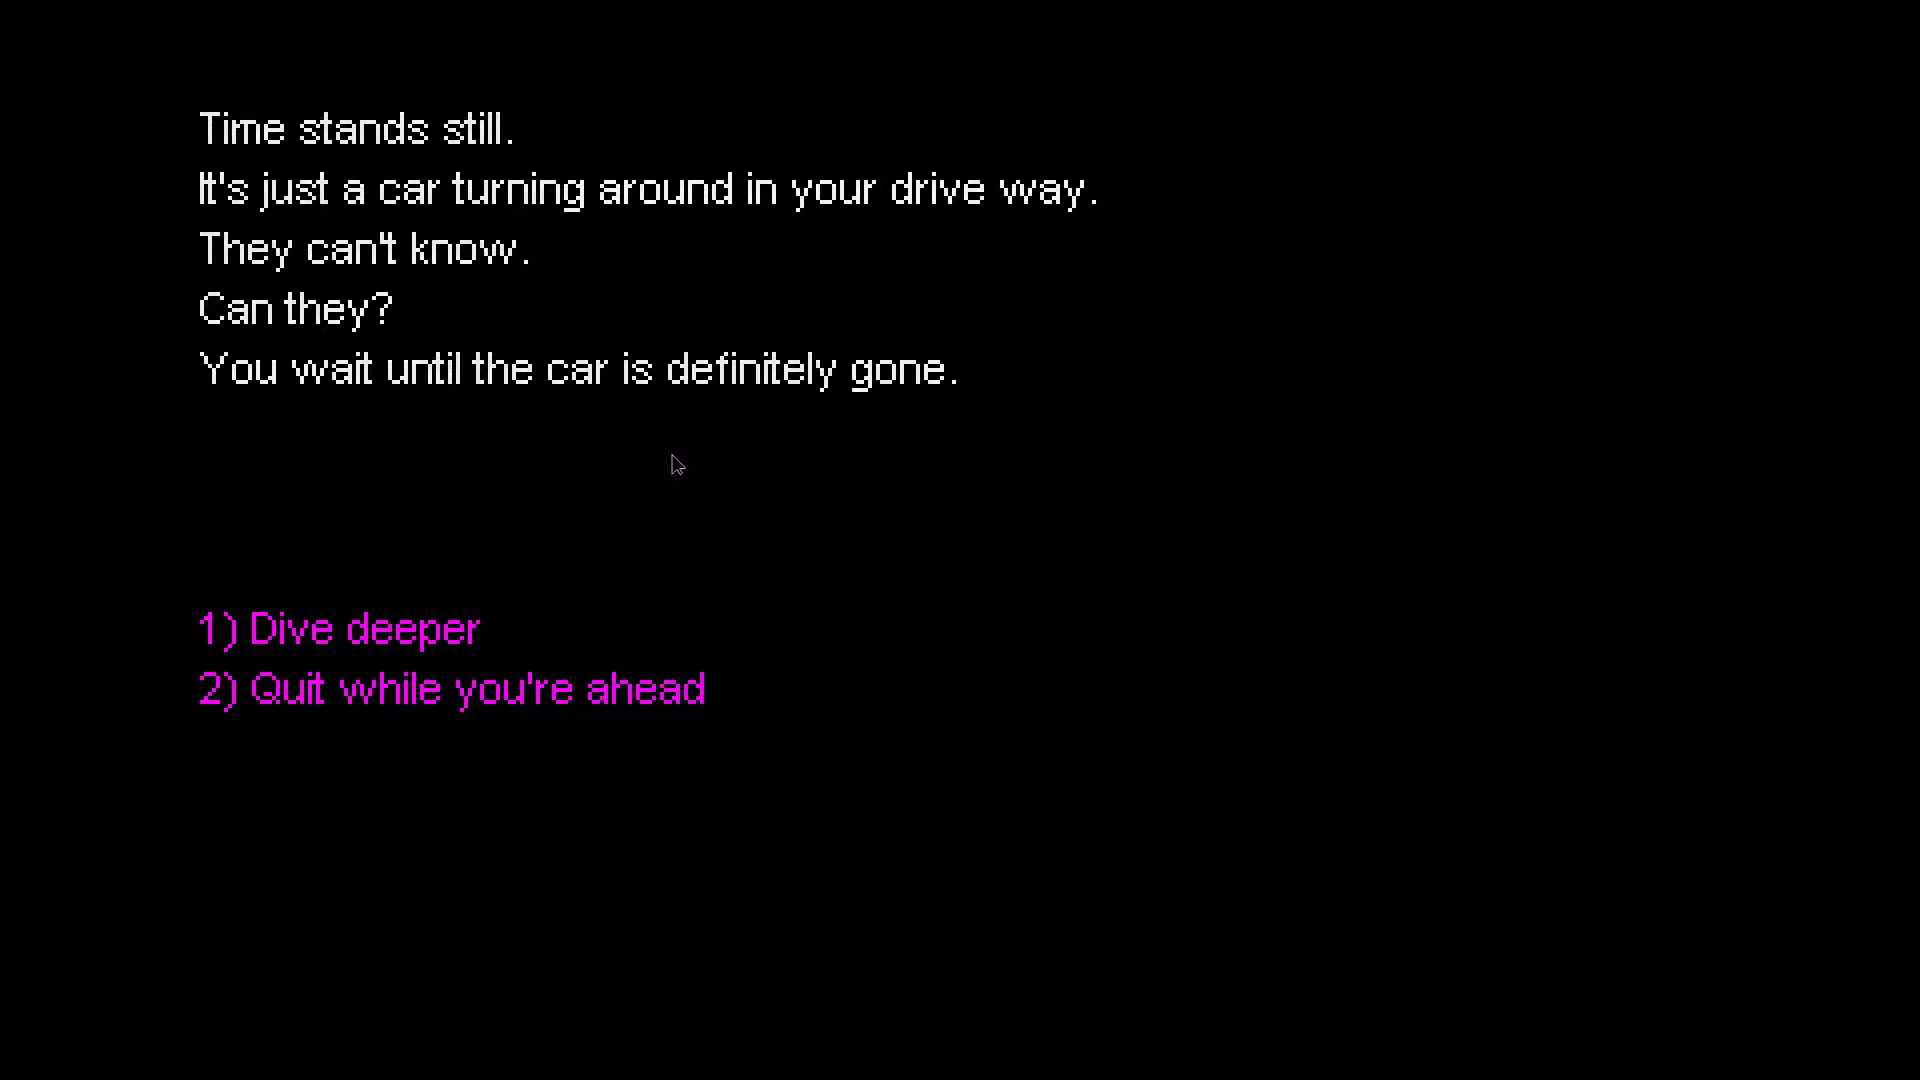 Time stands still.
It's just a car turning around in your drive way.
They can't know.
Can they?
You wait until the car is definitely gone.
1) Dive deeper
2) Quit while you're ahead